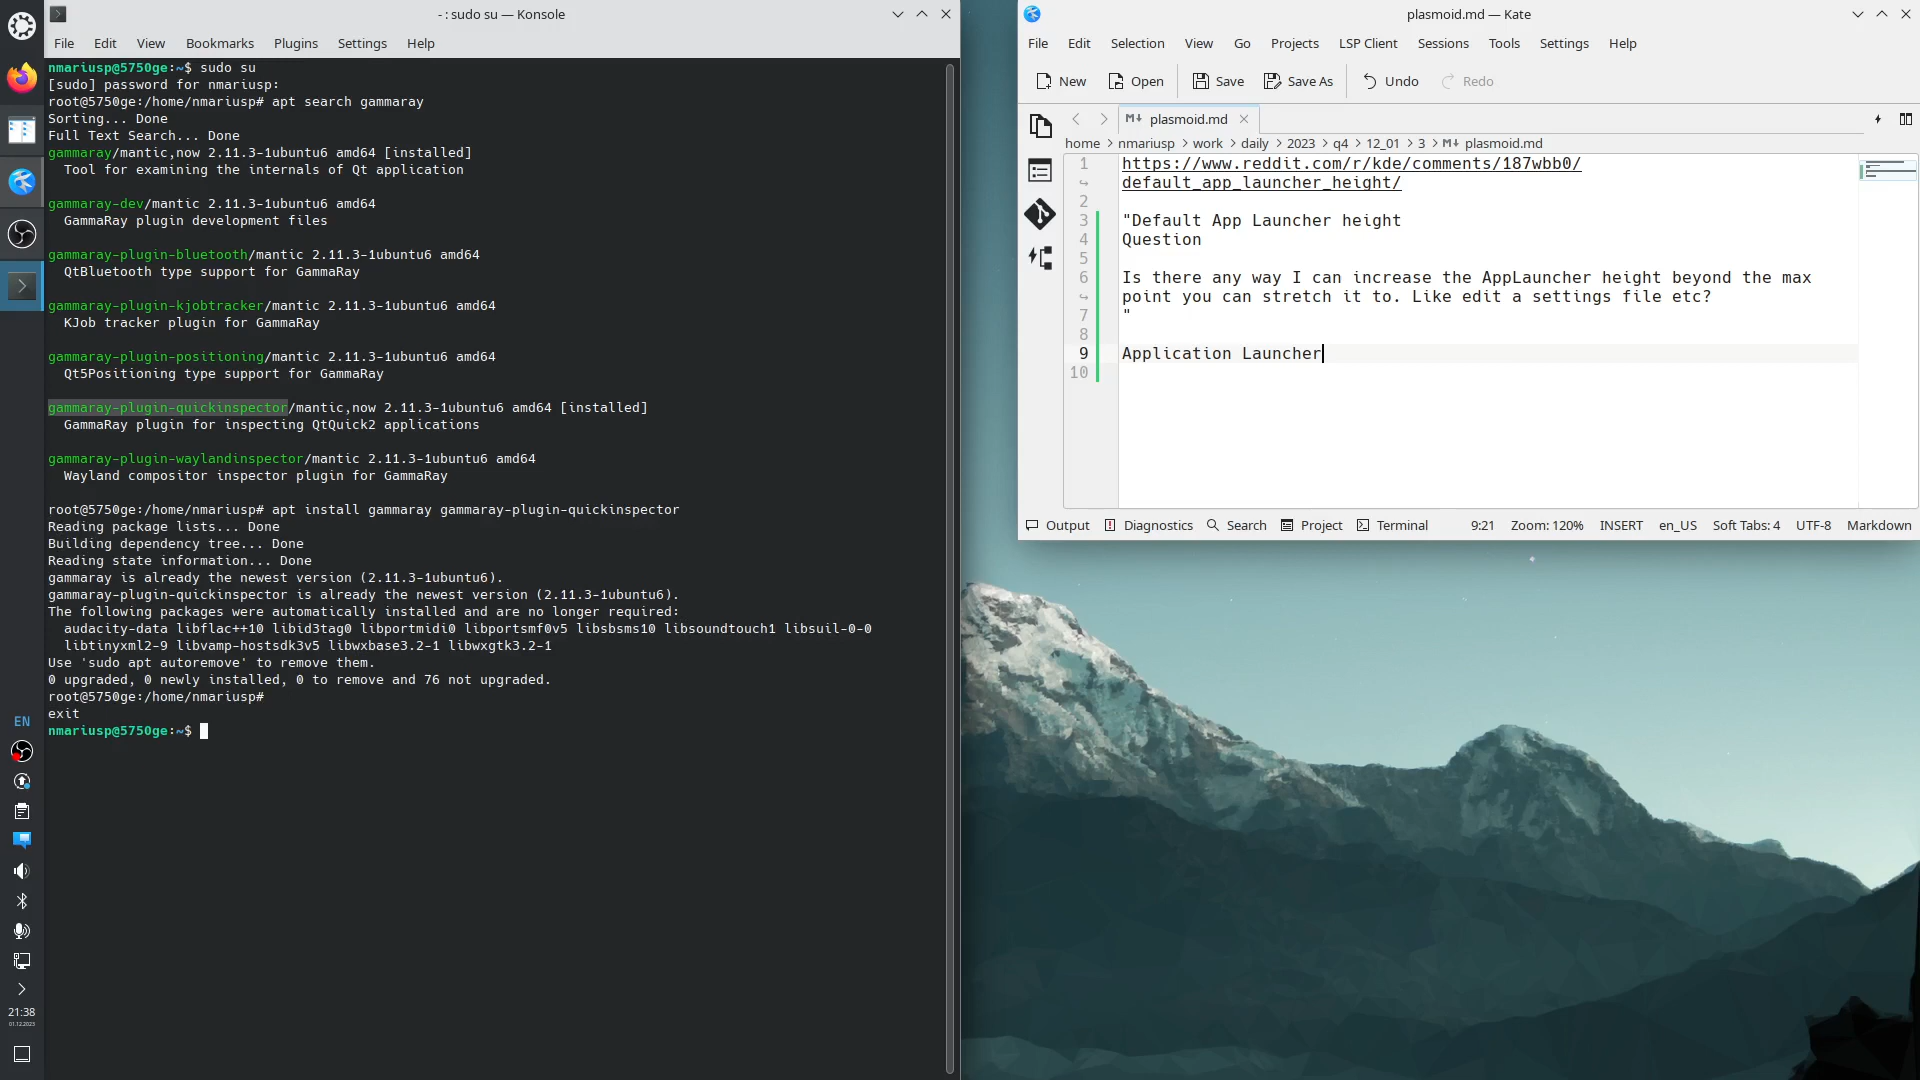 - : sudo su — Konsole
File Edit View Bookmarks Plugins Settings Help
nmariusp@5750ge:~$ sudo su
[sudo] password for nmariusp:
root@5750ge:/home/nmariusp# apt search gammaray
Sorting... Done
Full Text Search... Done
gammaray/mantic,now 2.11.3-1ubuntu6 amd64 [installed]
Tool for examining the internals of Qt application
gammaray-dev/mantic 2.11.3-1ubuntu6 amd64
GammaRay plugin development files
gammaray-plugin-bluetooth/mantic 2.11.3-1ubuntu6 amd64
QtBluetooth type support for GammaRay
gammaray-plugin-kjobtracker/mantic 2.11.3-1ubuntu6 amd64
KJob tracker plugin for GammaRay
gammaray-plugin-positioning/mantic 2.11.3-1ubuntu6 amd64
Qt5Positioning type support for GammaRay
gammaray-plugin-quickinspector/mantic,now 2.11.3-1ubuntu6 amd64 [installed]
GammaRay plugin for inspecting QtQuick2 applications
gammaray-plugin-waylandinspector/mantic 2.11.3-1ubuntu6 amd64
Wayland compositor inspector plugin for GammaRay
root@5750ge:/home/nmariusp# apt install gammaray gammaray-plugin-quickinspector
Reading package lists... Done
Building dependency tree... Done
Reading state information... Done
gammaray is already the newest version (2.11.3-1ubuntu6).
gammaray-plugin-quickinspector is already the newest version (2.11.3-1ubuntu6).
The following packages were automatically installed and are no longer required:
audacity-data libflac++10 libid3tag0 libportmidi0 libportsmf0v5 libsbsms10 libsoundtouch1 libsuil-0-0
libtinyxml2-9 libvamp-hostsdk3v5 libwxbase3.2-1 libwxgtk3.2-1
Use 'sudo apt autoremove' to remove them.
0 upgraded, 0 newly installed, 0 to remove and 76 not upgraded.
root@5750ge:/home/nmariusp#
exit
nmariusp@5750ge:~$
EN
21:38
01.12.2023
plasmoid.md — Kate
File Edit Selection View Go Projects LSP Client Sessions Tools Settings Help
New Open Save Save As Undo Redo
plasmoid.md
home > nmariusp > work > daily > 2023 > q4 > 12_01 > 3 > plasmoid.md
1 https://www.reddit.com/r/kde/comments/187wbb0/
default_app_launcher_height/
2
3 "Default App Launcher height
4 Question
5
6 Is there any way I can increase the AppLauncher height beyond the max
point you can stretch it to. Like edit a settings file etc?
7 "
8
9 Application Launcher
10
Output Diagnostics Search Project Terminal 9:21 Zoom: 120% INSERT en_US Soft Tabs: 4 UTF-8 Markdown